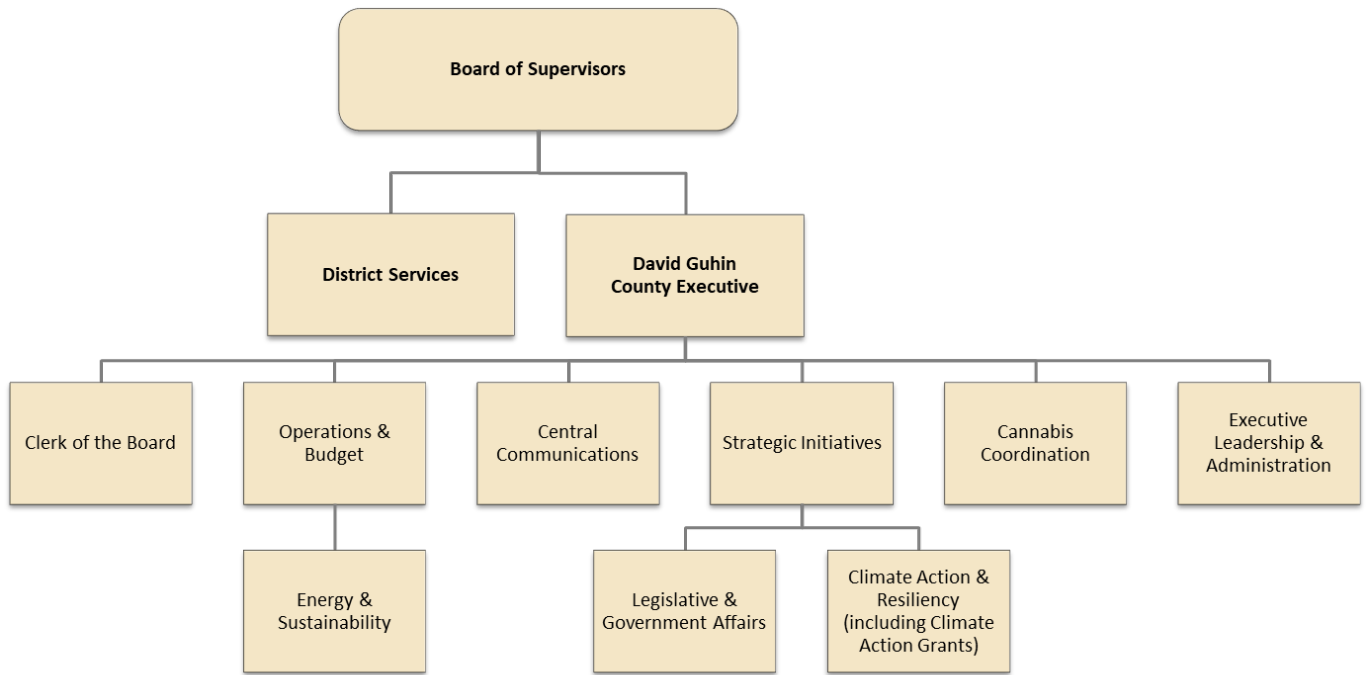 Board of Supervisors
District Services
David Guhin
County Executive
Clerk of the Board
Operations &
Budget
Central
Communications
Strategic Initiatives
Cannabis
Coordination
Executive
Leadership &
Administration
Energy &
Sustainability
Legislative &
Government Affairs
Climate Action &
Resiliency
(including Climate
Action Grants)